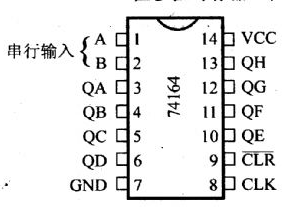 串行输入
A 1 14 VCC
B 2 13 QH
QA 3 12 QG
QB 4 11 QF
QC 5 10 QE
QD 6 9 CLR
GND 7 8 CLK
74164